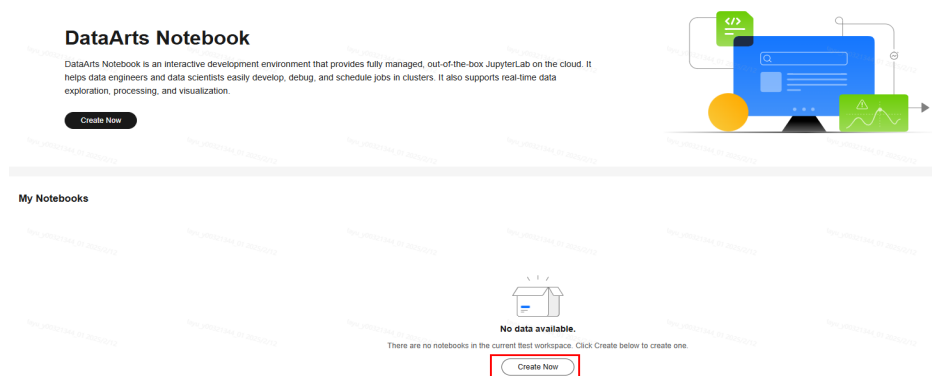 DataArts Notebook
DataArts Notebook is an interactive development environment that provides fully managed, out-of-the-box JupyterLab on the cloud. It
helps data engineers and data scientists easily develop, debug, and schedule jobs in clusters. It also supports real-time data
exploration, processing, and visualization.
Create Now
</>
My Notebooks
No data available.
There are no notebooks in the current ttest workspace. Click Create below to create one.
Create Now